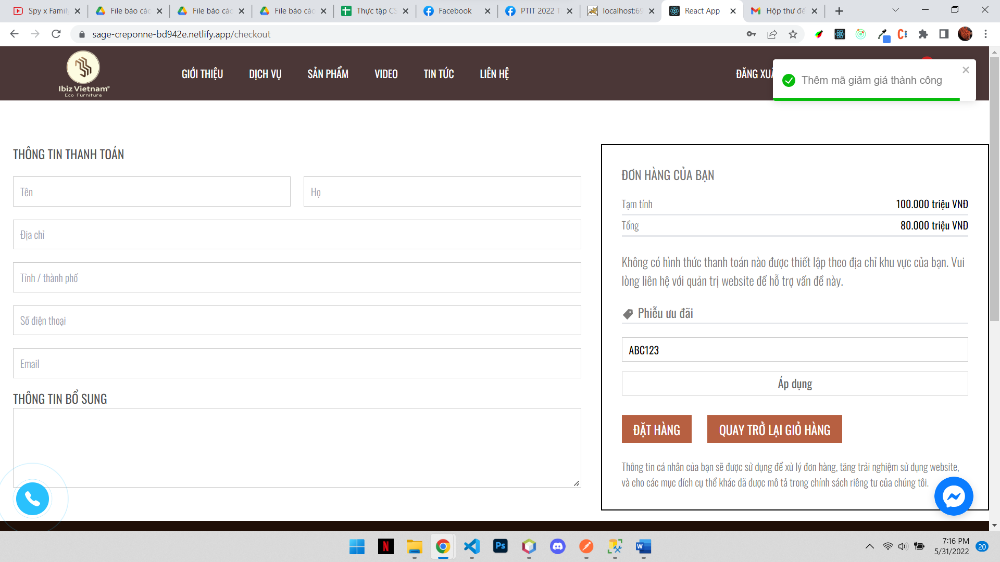 Spy x Family
File báo các
File báo các
File báo các
Thực tập CS
Facebook
PTIT 2022 T
localhost:69
React App
Hộp thư đế
sage-creponne-bd942e.netlify.app/checkout
Ibiz Vietnam®
Eco Furniture
GIỚI THIỆU
DỊCH VỤ
SẢN PHẨM
VIDEO
TIN TỨC
LIÊN HỆ
ĐĂNG XUẤ
Thêm mã giảm giá thành công
THÔNG TIN THANH TOÁN
Tên
Họ
Địa chỉ
Tỉnh / thành phố
Số điện thoại
Email
THÔNG TIN BỔ SUNG
ĐƠN HÀNG CỦA BẠN
Tạm tính 100.000 triệu VNĐ
Tổng 80.000 triệu VNĐ
Không có hình thức thanh toán nào được thiết lập theo địa chỉ khu vực của bạn. Vui
lòng liên hệ với quản trị website để hỗ trợ vấn đề này.
Phiễu ưu đãi
ABC123
Áp dụng
ĐẶT HÀNG
QUAY TRỞ LẠI GIỎ HÀNG
Thông tin cá nhân của bạn sẽ được sử dụng để xử lý đơn hàng, tăng trải nghiệm sử dụng website,
và cho các mục đích cụ thể khác đã được mô tả trong chính sách riêng tư của chúng tôi.
7:16 PM
5/31/2022
20